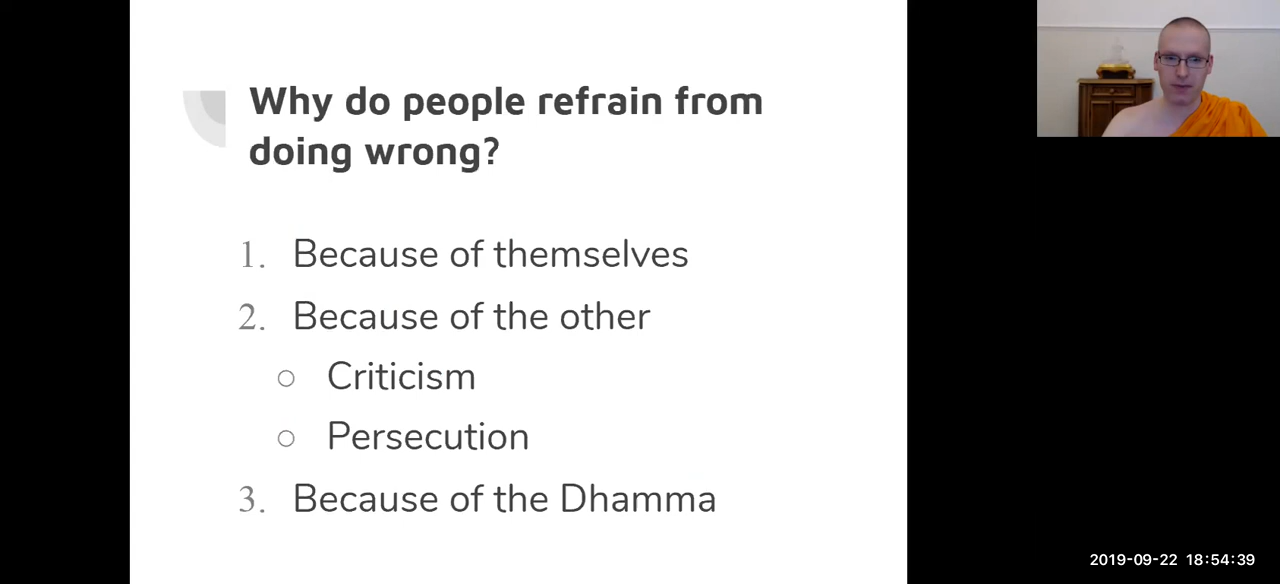 Why do people refrain from
doing wrong?
1. Because of themselves
2. Because of the other
○ Criticism
○ Persecution
3. Because of the Dhamma
2019-09-22 18:54:39